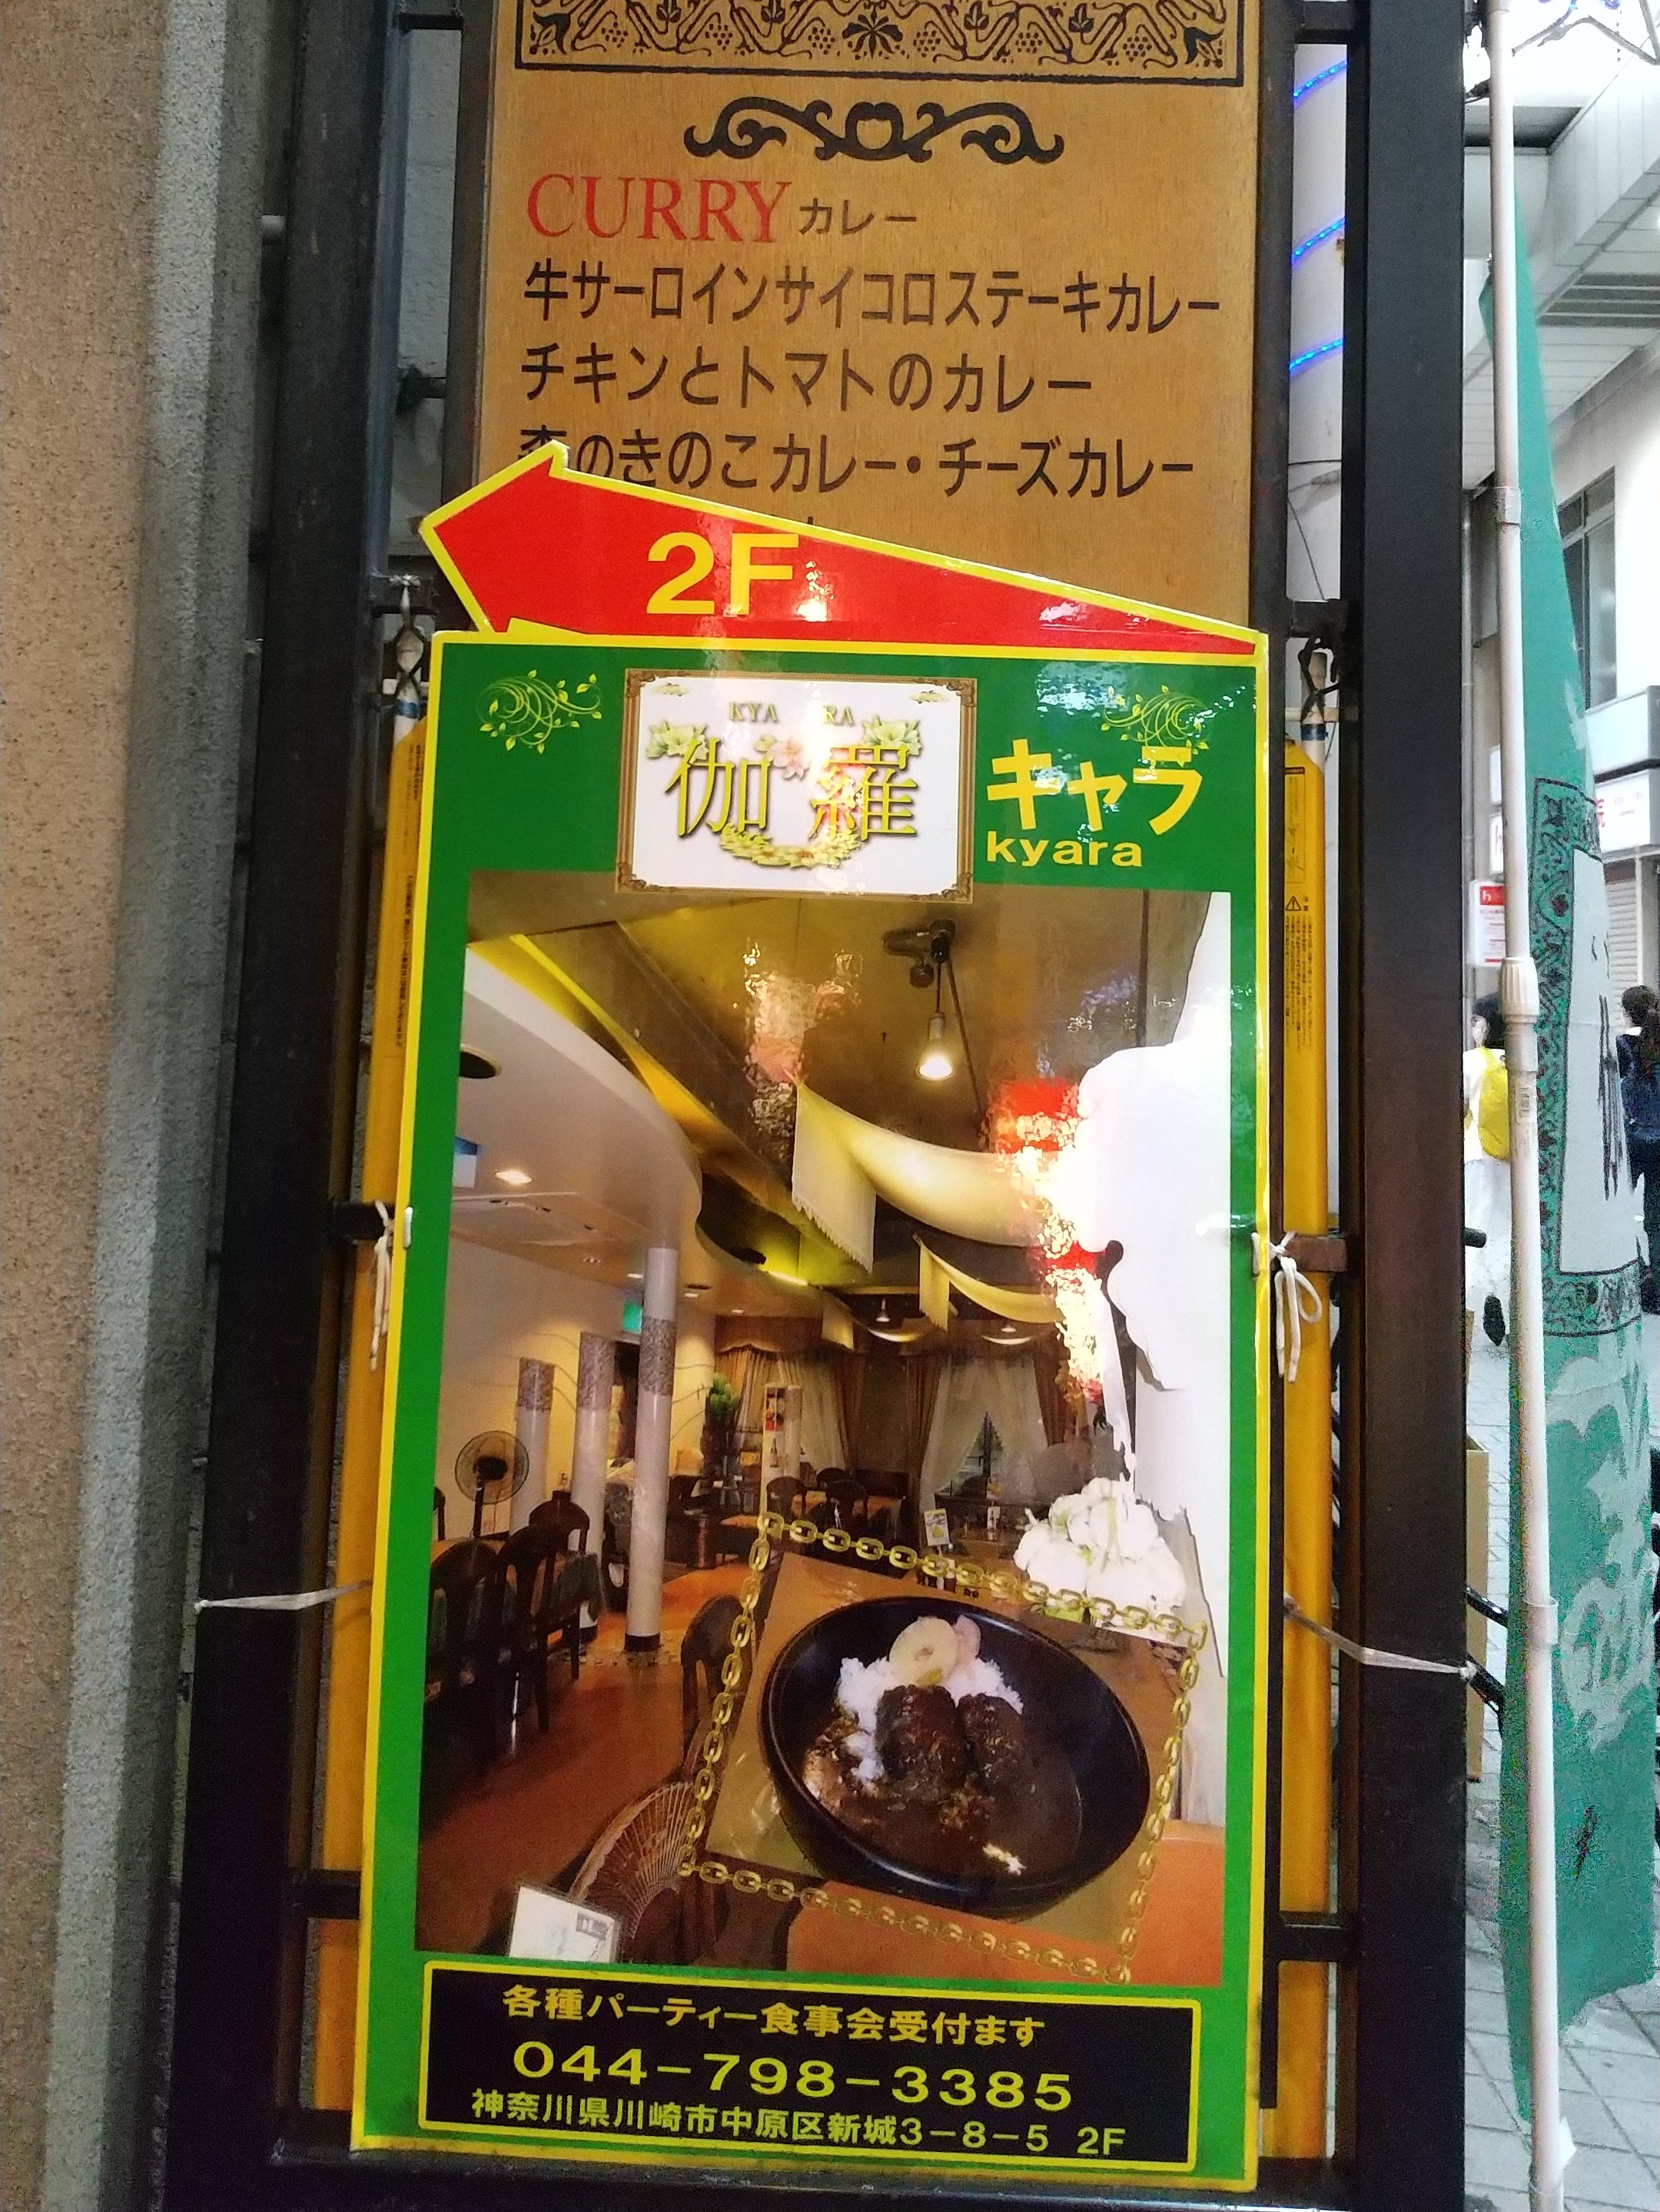 CURRY カレー
牛サーロインサイコロステーキカレー
チキンとトマトのカレー
森のきのこカレー・チーズカレー
2F
KYA RA
伽羅
キャラ
kyara
各種パーティー食事会受付ます
044-798-3385
神奈川県川崎市中原区新城3-8-5 2F